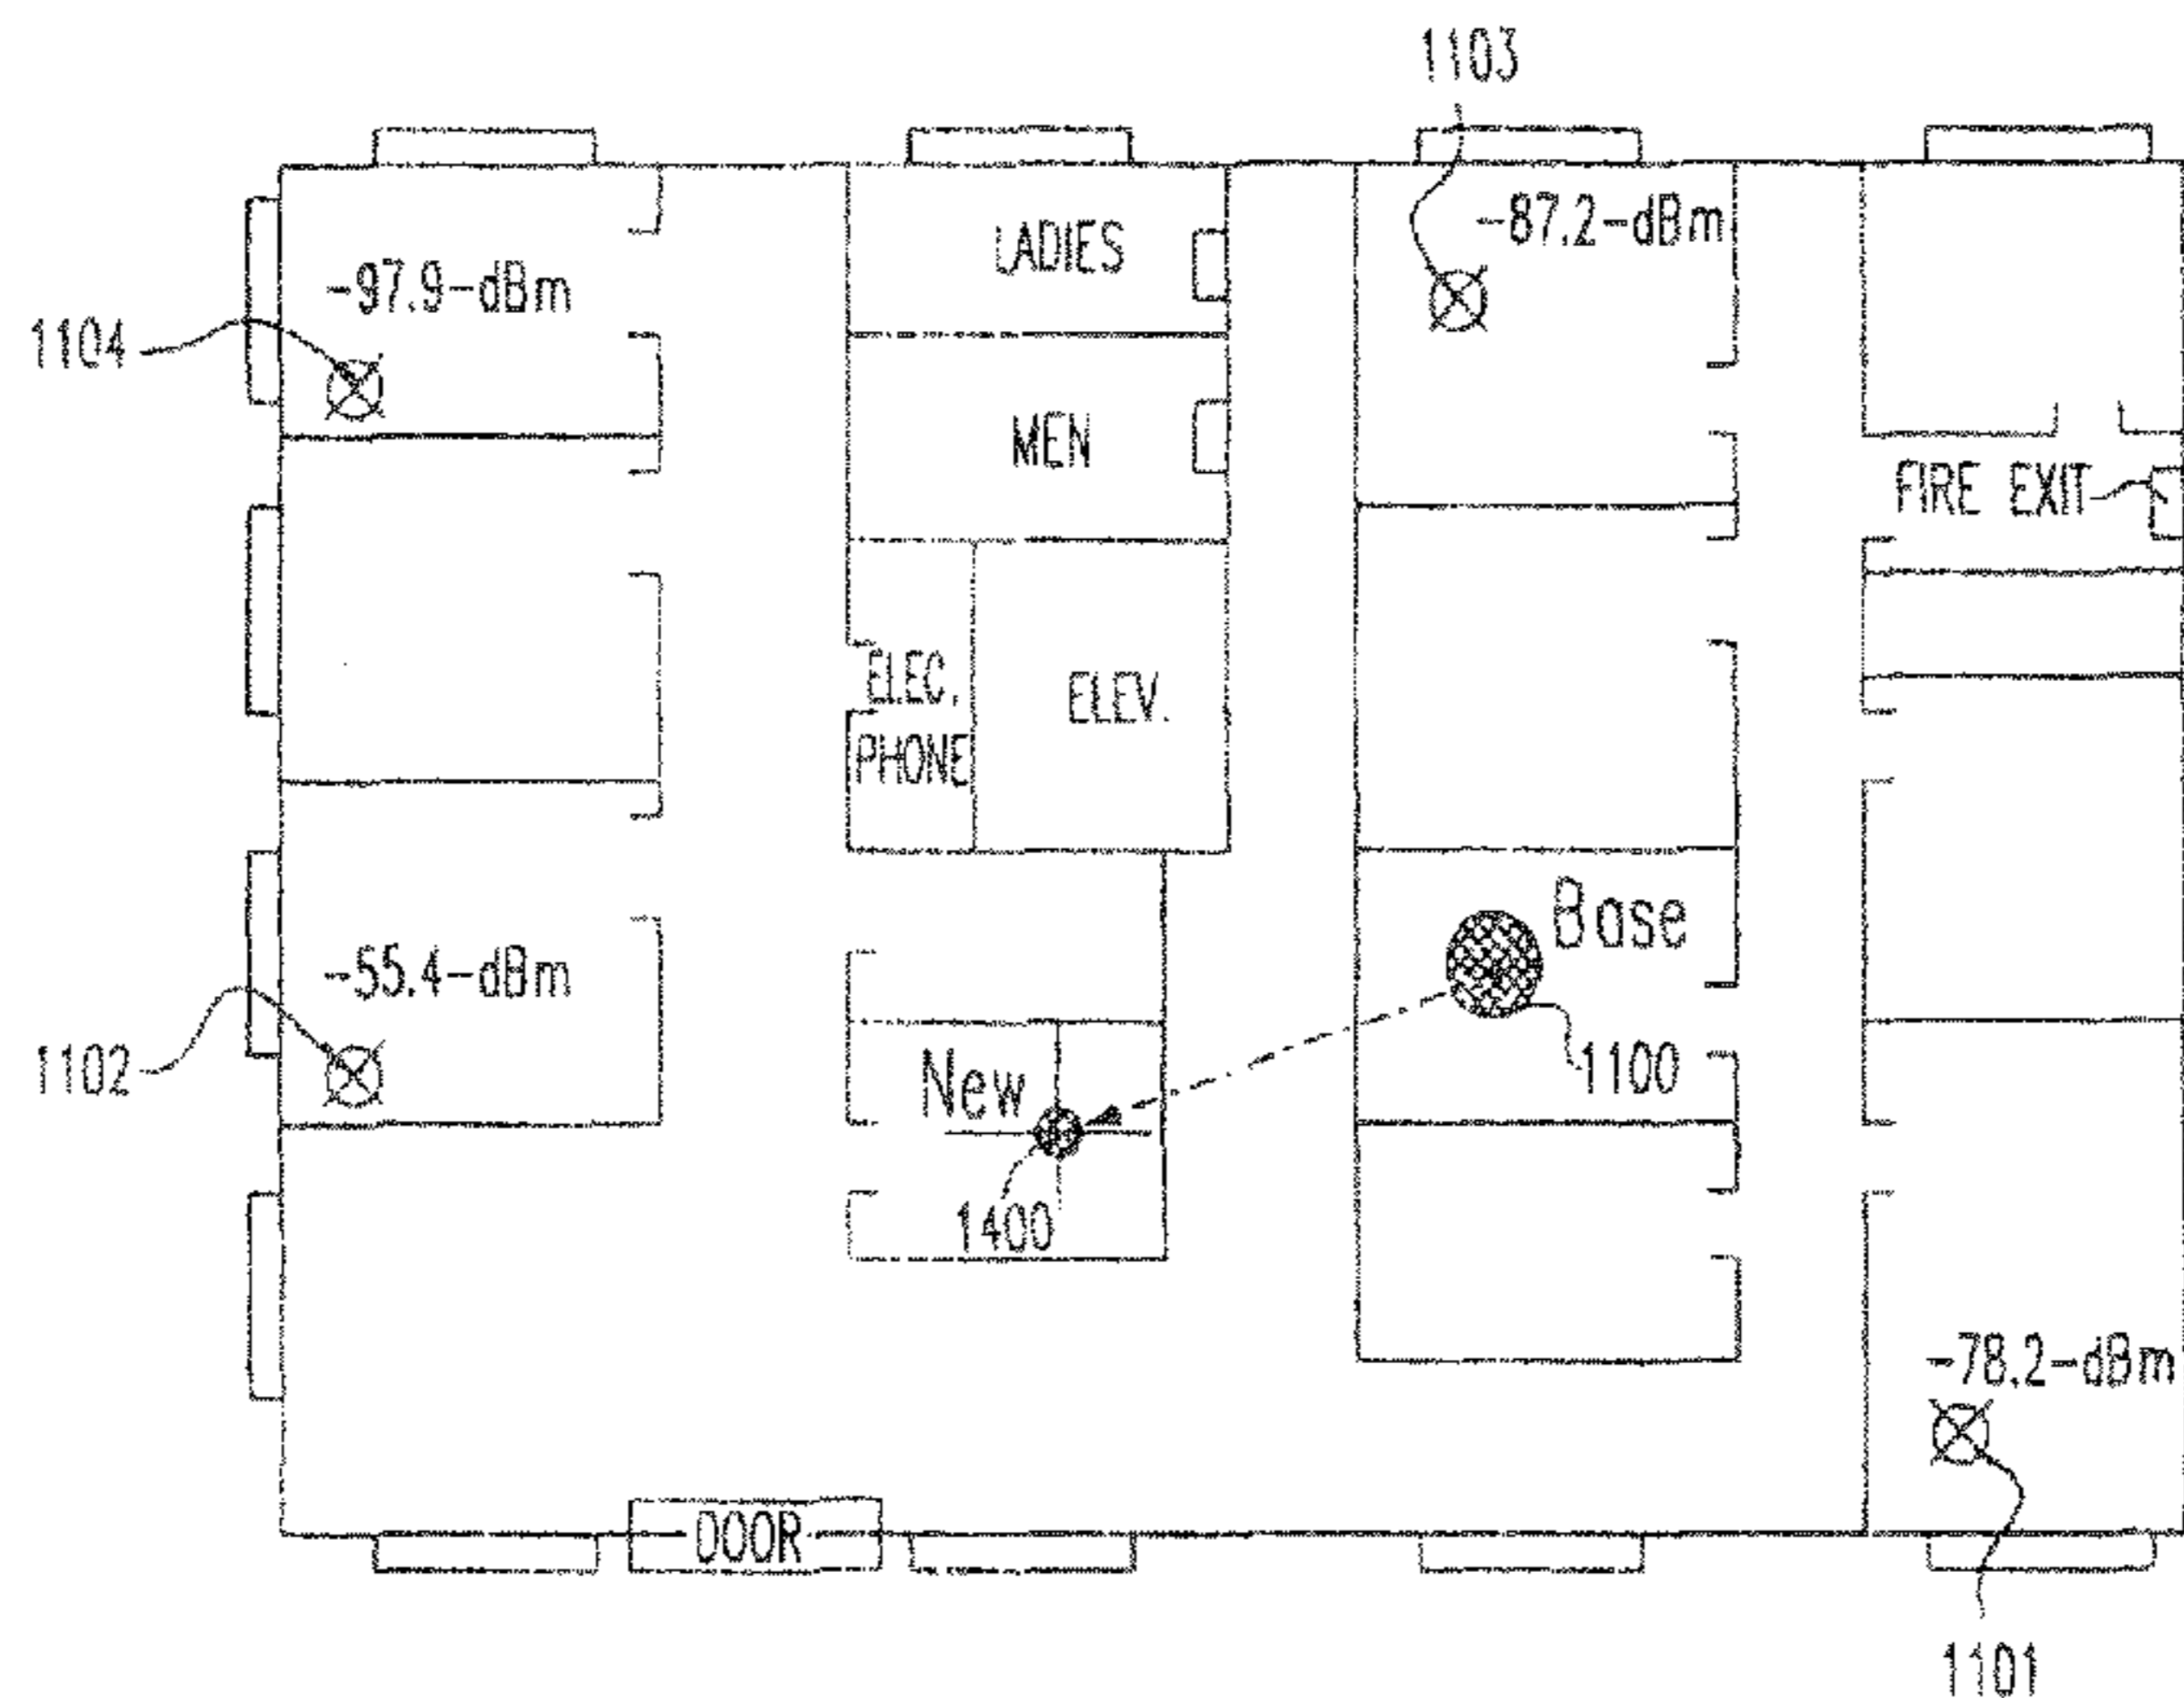 1103
-87.2-dBm
LADIES
-97.9-dBm
1104
MEN
FIRE EXIT
ELEC.
PHONE
ELEV.
Base
-55.4-dBm
1102
New
1100
1400
-78.2-dBm
DOOR
1101